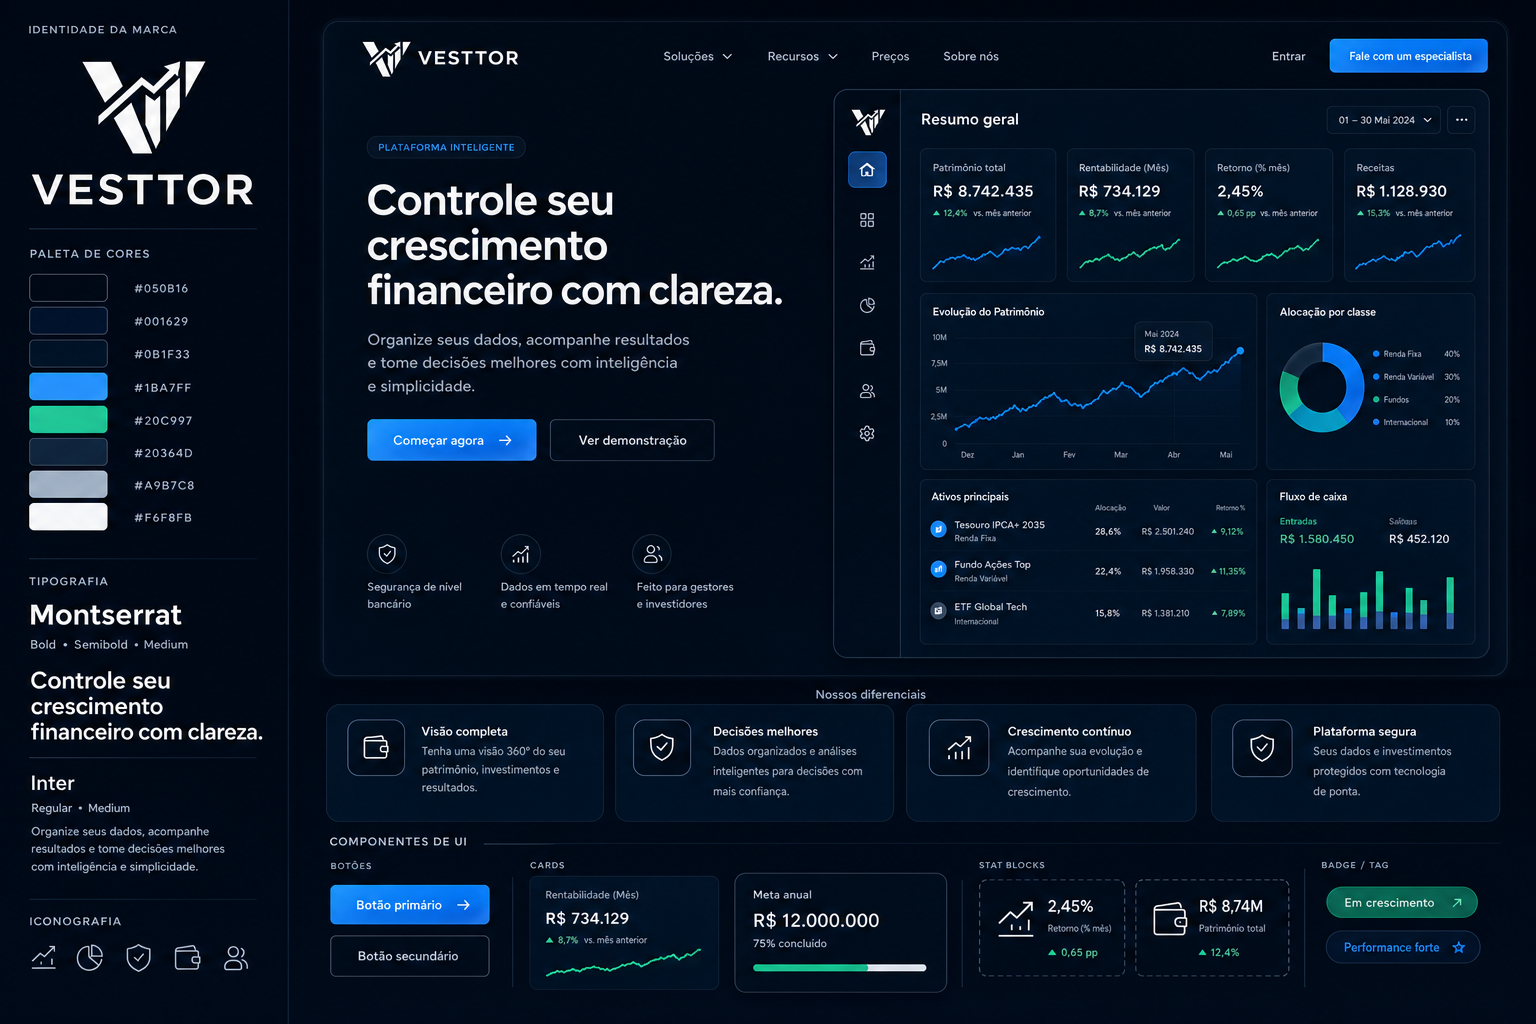 IDENTIDADE DA MARCA
VESTTOR
PALETA DE CORES
#050B16
#001629
#0B1F33
#1BA7FF
#20C997
#20364D
#A9B7C8
#F6F8FB
TIPOGRAFIA
Montserrat
Bold • Semibold • Medium
Controle seu
crescimento
financeiro com clareza.
Inter
Regular • Medium
Organize seus dados, acompanhe
resultados e tome decisões melhores
com inteligência e simplicidade.
ICONOGRAFIA
VESTTOR
Soluções
Recursos
Preços
Sobre nós
Entrar
Fale com um especialista
PLATAFORMA INTELIGENTE
Controle seu
crescimento
financeiro com clareza.
Organize seus dados, acompanhe resultados
e tome decisões melhores com inteligência
e simplicidade.
Começar agora →
Ver demonstração
Segurança de nivel
bancário
Dados em tempo real
e confiáveis
Feito para gestores
e investidores
Resumo geral
01 – 30 Mai 2024
Patrimônio total
R$ 8.742.435
▲ 12,4% vs. mês anterior
Rentabilidade (Mês)
R$ 734.129
▲ 8,7% vs. mês anterior
Retorno (% mês)
2,45%
▲ 0,65 pp vs. mês anterior
Receitas
R$ 1.128.930
▲ 15,3% vs. mês anterior
Evolução do Patrimônio
Mai 2024
R$ 8.742.435
10M
7,5M
5M
2,5M
0
Dez Jan Fev Mar Abr Mai
Alocação por classe
Renda Fixa 40%
Renda Variável 30%
Fundos 20%
Internacional 10%
Ativos principais
Alocação Valor Retorno %
Tesouro IPCA+ 2035
Renda Fixa
28,6% R$ 2.501.240 ▲ 9,12%
Fundo Ações Top
Renda Variável
22,4% R$ 1.958.330 ▲ 11,35%
ETF Global Tech
Internacional
15,8% R$ 1.381.210 ▲ 7,89%
Fluxo de caixa
Entradas
R$ 1.580.450
R$ 452.120
Nossos diferenciais
Visão completa
Tenha uma visão 360° do seu
patrimônio, investimentos e
resultados.
Decisões melhores
Dados organizados e análises
inteligentes para decisões com
mais confiança.
Crescimento contínuo
Acompanhe sua evolução e
identifique oportunidades de
crescimento.
Plataforma segura
Seus dados e investimentos
protegidos com tecnologia
de ponta.
COMPONENTES DE UI
BOTÕES
Botão primário →
Botão secundário
CARDS
Rentabilidade (Mês)
R$ 734.129
▲ 8,7% vs. mês anterior
Meta anual
R$ 12.000.000
75% concluído
STAT BLOCKS
2,45%
Retorno (% mês)
▲ 0,65 pp
R$ 8,74M
Patrimônio total
▲ 12,4%
BADGE / TAG
Em crescimento
Performance forte